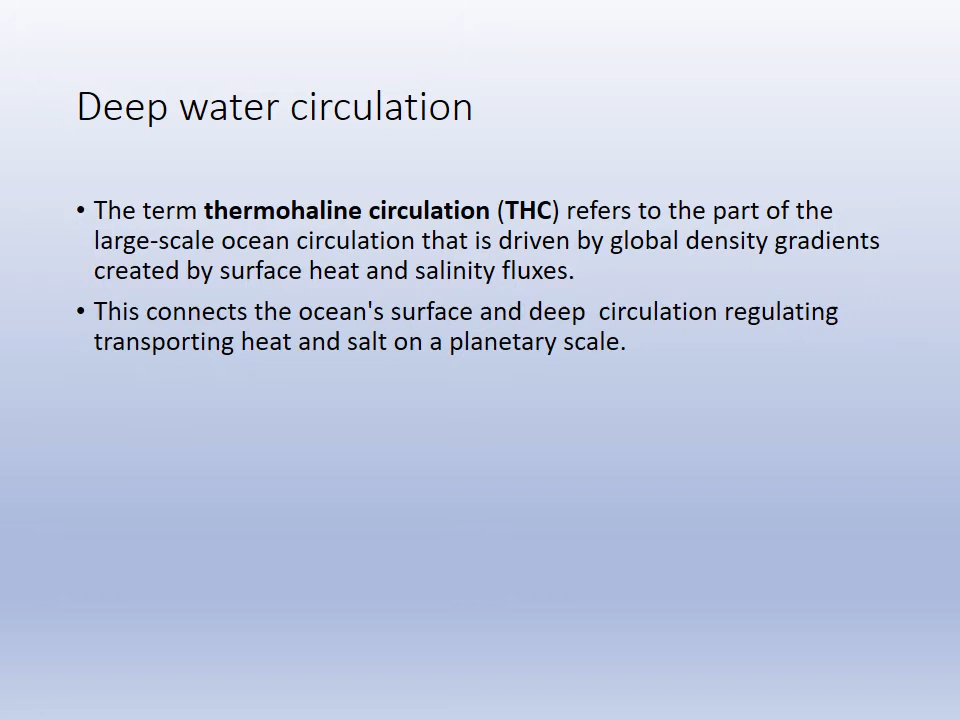 Deep water circulation
• The term thermohaline circulation (THC) refers to the part of the
large-scale ocean circulation that is driven by global density gradients
created by surface heat and salinity fluxes.
• This connects the ocean's surface and deep  circulation regulating
transporting heat and salt on a planetary scale.